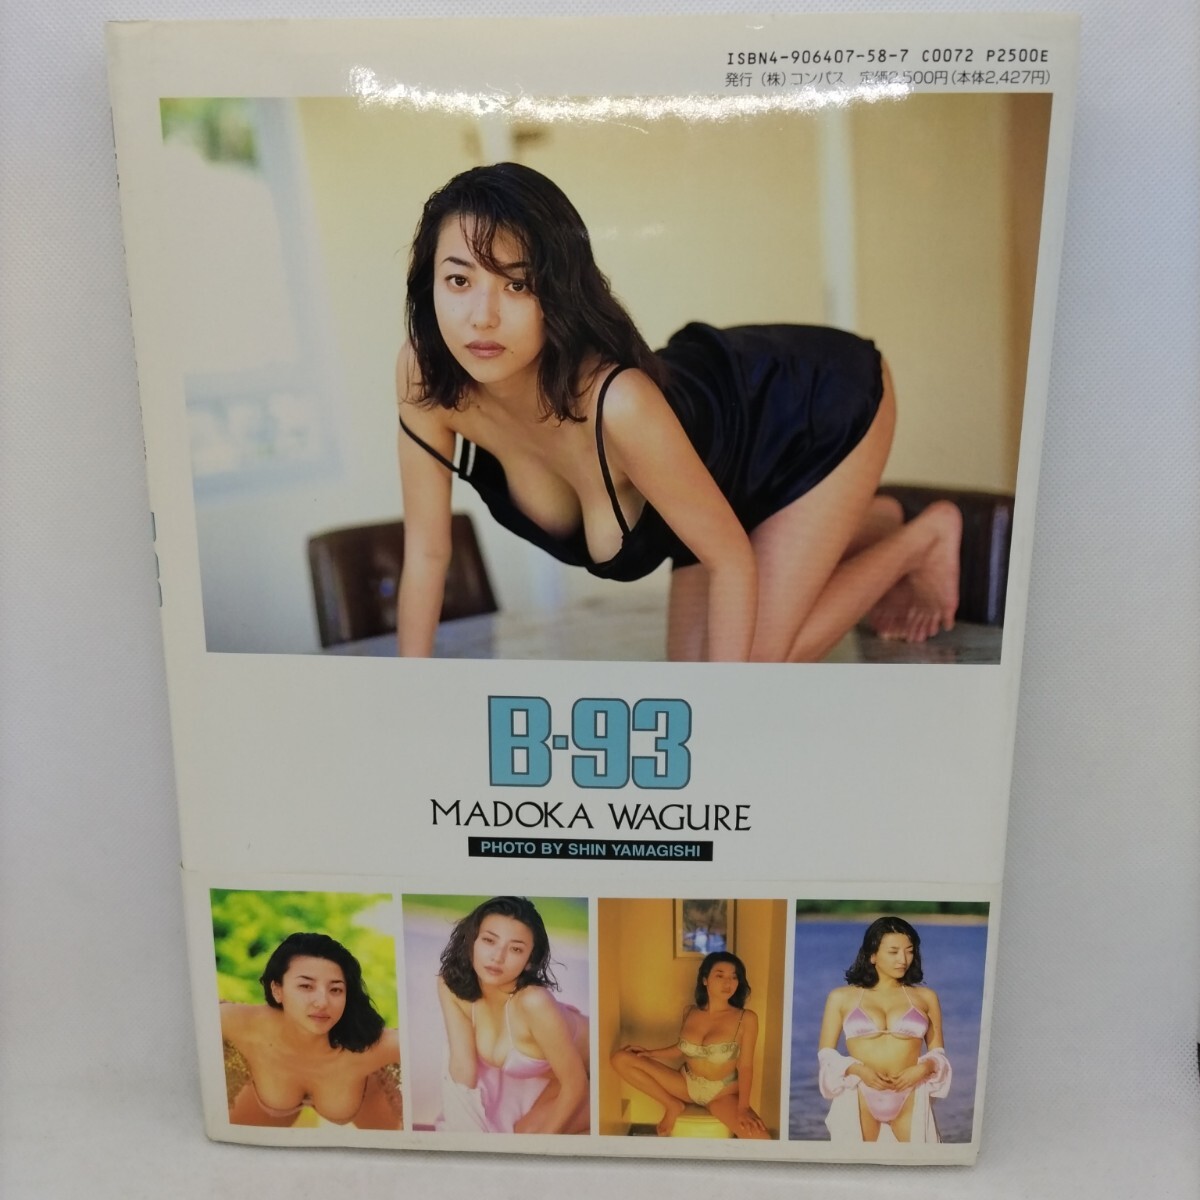 ISBN4-906407-58-7 C0072 P2500E
発行（株）コンパス 定価2,500円（本体2,427円）
B·93
MADOKA WAGURE
PHOTO BY SHIN YAMAGISHI